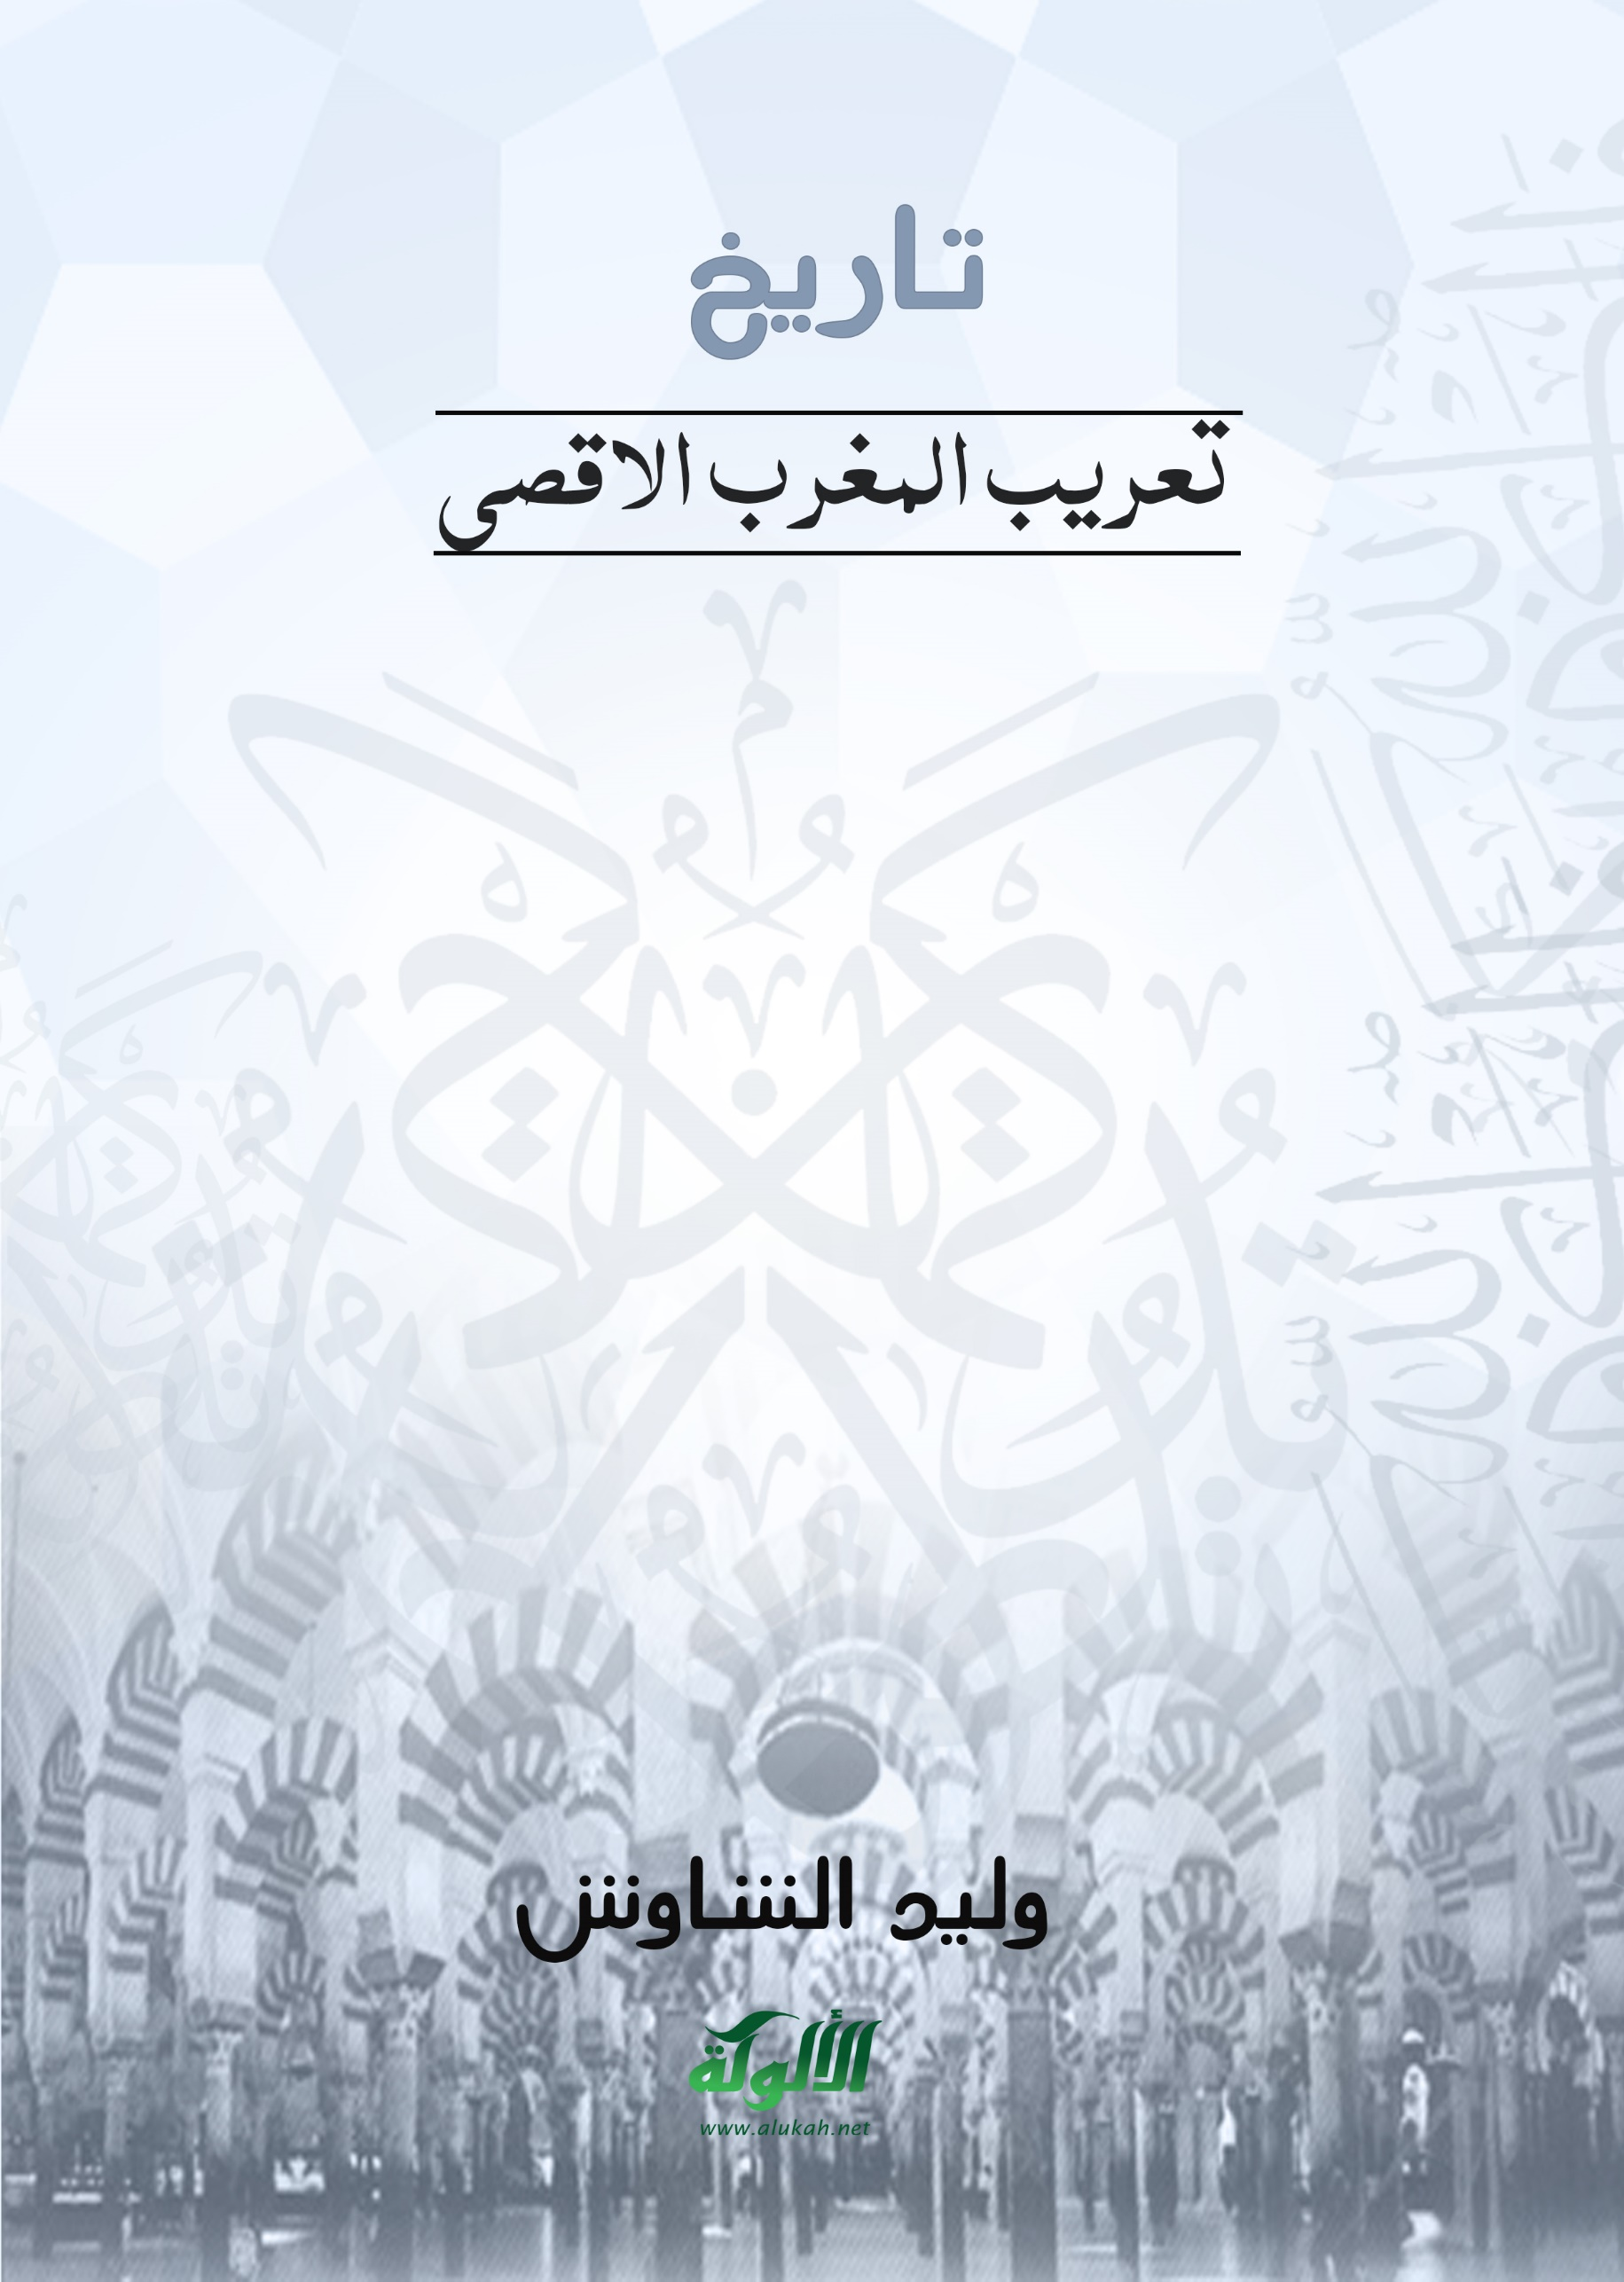 تاريخ
تعريب المغرب الاقصى
وليد الشاوش
الألوكة
www.alukah.net